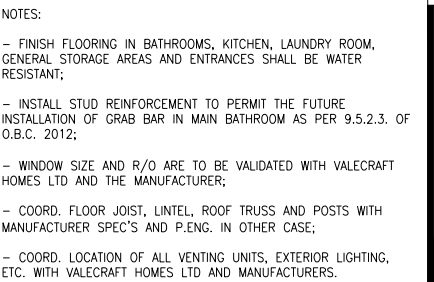 NOTES:
– FINISH FLOORING IN BATHROOMS, KITCHEN, LAUNDRY ROOM,
GENERAL STORAGE AREAS AND ENTRANCES SHALL BE WATER
RESISTANT;
– INSTALL STUD REINFORCEMENT TO PERMIT THE FUTURE
INSTALLATION OF GRAB BAR IN MAIN BATHROOM AS PER 9.5.2.3. OF
O.B.C. 2012;
– WINDOW SIZE AND R/O ARE TO BE VALIDATED WITH VALECRAFT
HOMES LTD AND THE MANUFACTURER;
– COORD. FLOOR JOIST, LINTEL, ROOF TRUSS AND POSTS WITH
MANUFACTURER SPEC'S AND P.ENG. IN OTHER CASE;
– COORD. LOCATION OF ALL VENTING UNITS, EXTERIOR LIGHTING,
ETC. WITH VALECRAFT HOMES LTD AND MANUFACTURERS.